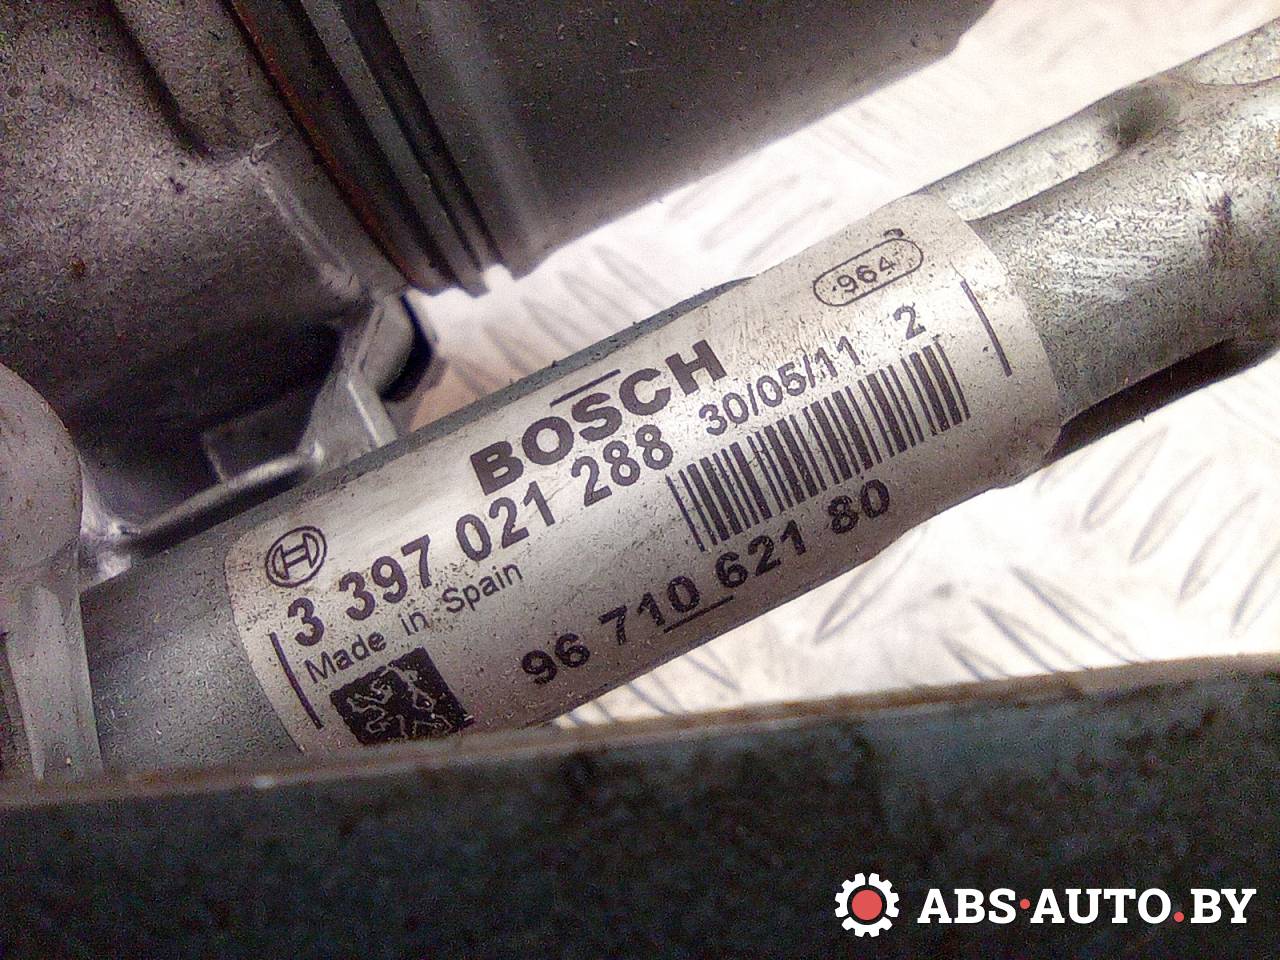 964
BOSCH
3 397 021 288 30/05/11 2
Made in Spain
96 710 621 80
ABS·AUTO.BY